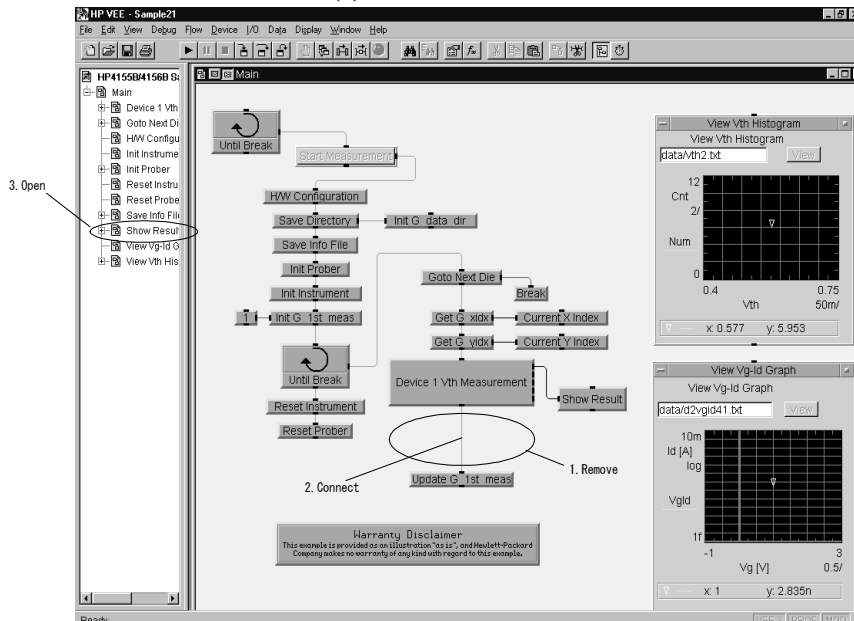 HP VEE - Sample21
File Edit View Debug Flow Device I/O Data Display Window Help
HP4155B/4156B Sa
Main
Device 1 Vth
Goto Next Di
H/W Configu
Init Instrume
Init Prober
Reset Instru
Reset Probe
Save Info File
Show Result
View Vg-Id G
View Vth His
3. Open
Main
Until Break
Start Measurement
H/W Configuration
Save Directory
Init G data dir
Save Info File
Init Prober
Init Instrument
1
Init G 1st meas
Until Break
Reset Instrument
Reset Prober
Goto Next Die
Break
Get G xidx
Current X Index
Get G yidx
Current Y Index
Device 1 Vth Measurement
Show Result
1. Remove
2. Connect
Update G 1st meas
Warranty Disclaimer
This example is provided as an illustration "as is", and Hewlett-Packard
Company makes no warranty of any kind with regard to this example.
View Vth Histogram
View Vth Histogram
data/vth2.txt
View
12
Cnt
2/
Num
0
0.4
0.75
Vth
50m/
x: 0.577
y: 5.953
View Vg-Id Graph
View Vg-Id Graph
data/d2vgid41.txt
View
10m
Id [A]
log
VgId
1f
-1
3
Vg [V]
0.5/
x: 1
y: 2.835n
Ready
VEE 3
PROF
MOD